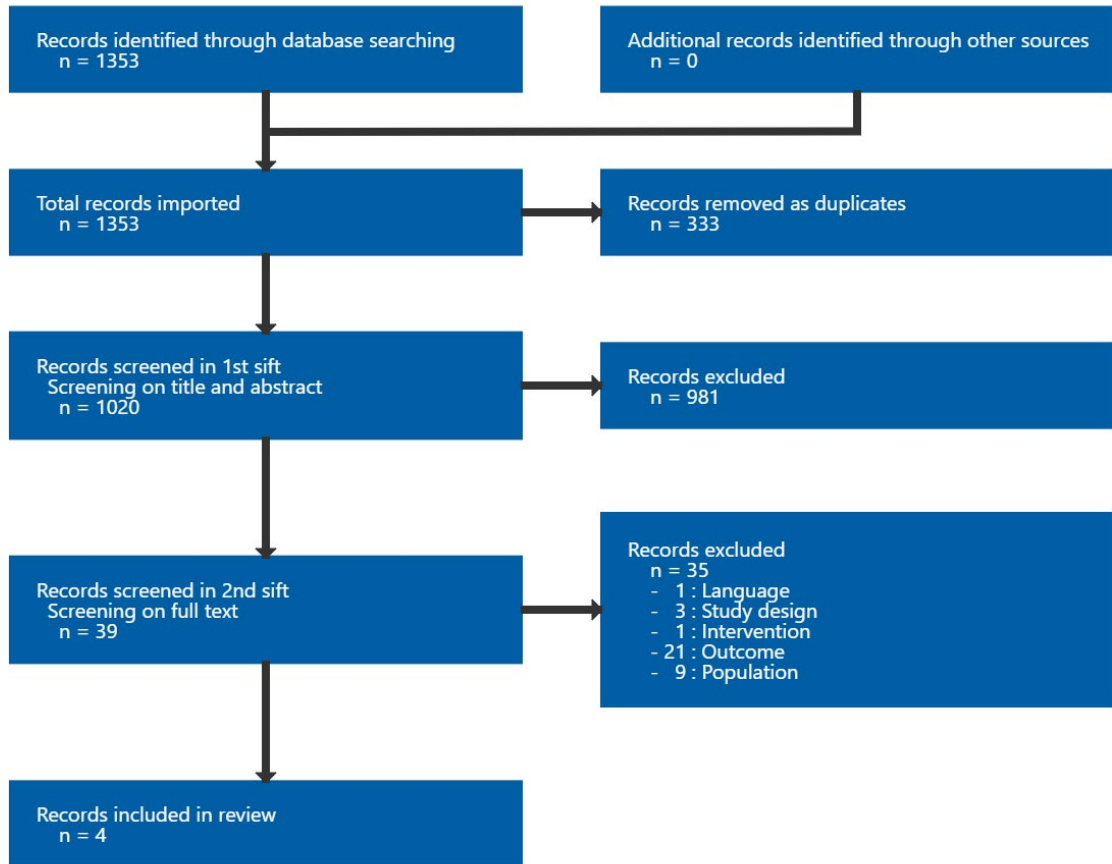 Records identified through database searching
n = 1353
Additional records identified through other sources
n = 0
Total records imported
n = 1353
Records removed as duplicates
n = 333
Records screened in 1st sift
Screening on title and abstract
n = 1020
Records excluded
n = 981
Records screened in 2nd sift
Screening on full text
n = 39
Records excluded
n = 35
- 1 : Language
- 3 : Study design
- 1 : Intervention
- 21 : Outcome
- 9 : Population
Records included in review
n = 4